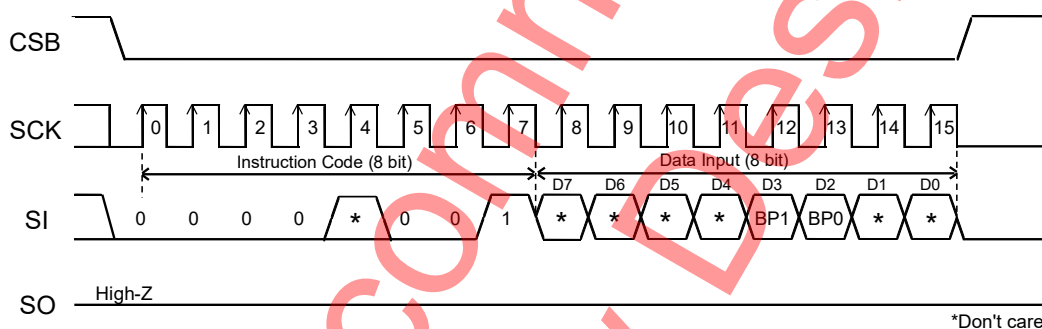 CSB
SCK
0 1 2 3 4 5 6 7 8 9 10 11 12 13 14 15
Instruction Code (8 bit)
Data Input (8 bit)
D7 D6 D5 D4 D3 D2 D1 D0
SI
0 0 0 0 * 0 0 1 * * * * BP1 BP0 * *
SO
High-Z
*Don't care